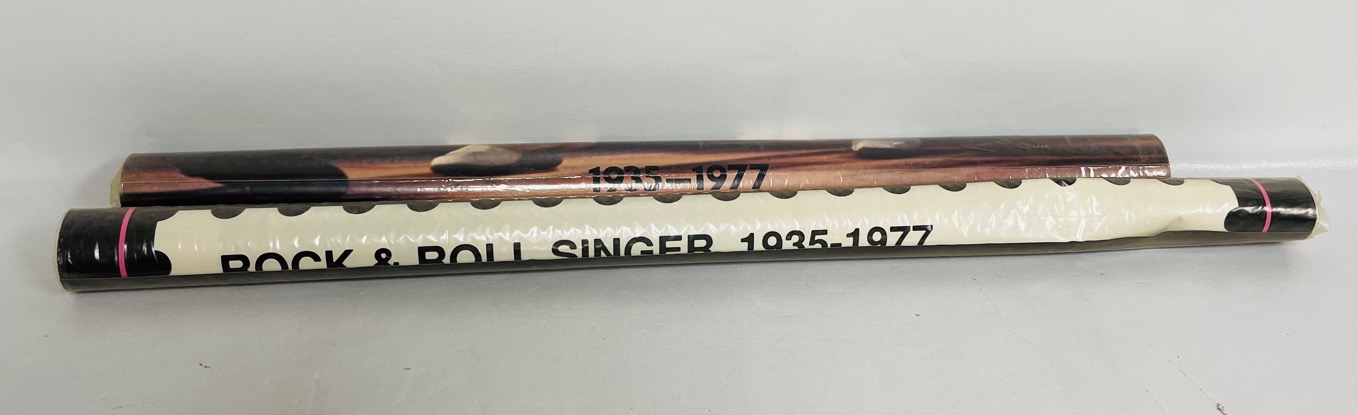 1935-1977
ROCK & ROLL SINGER 1935-1977